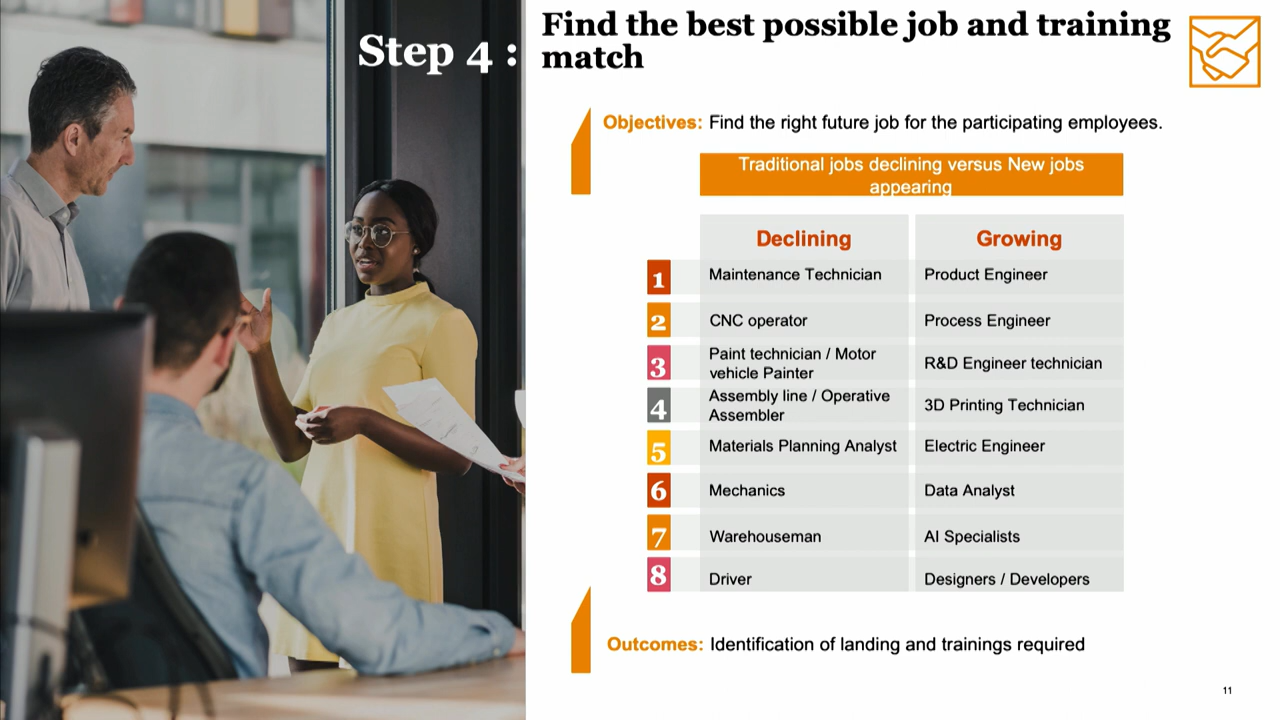 Step 4 :
Find the best possible job and training
match
Objectives: Find the right future job for the participating employees.
Traditional jobs declining versus New jobs
appearing
Declining
Growing
1 Maintenance Technician Product Engineer
2 CNC operator Process Engineer
3 Paint technician / Motor
vehicle Painter
R&D Engineer technician
4 Assembly line / Operative
Assembler
3D Printing Technician
5 Materials Planning Analyst Electric Engineer
6 Mechanics Data Analyst
7 Warehouseman AI Specialists
8 Driver Designers / Developers
Outcomes: Identification of landing and trainings required
11